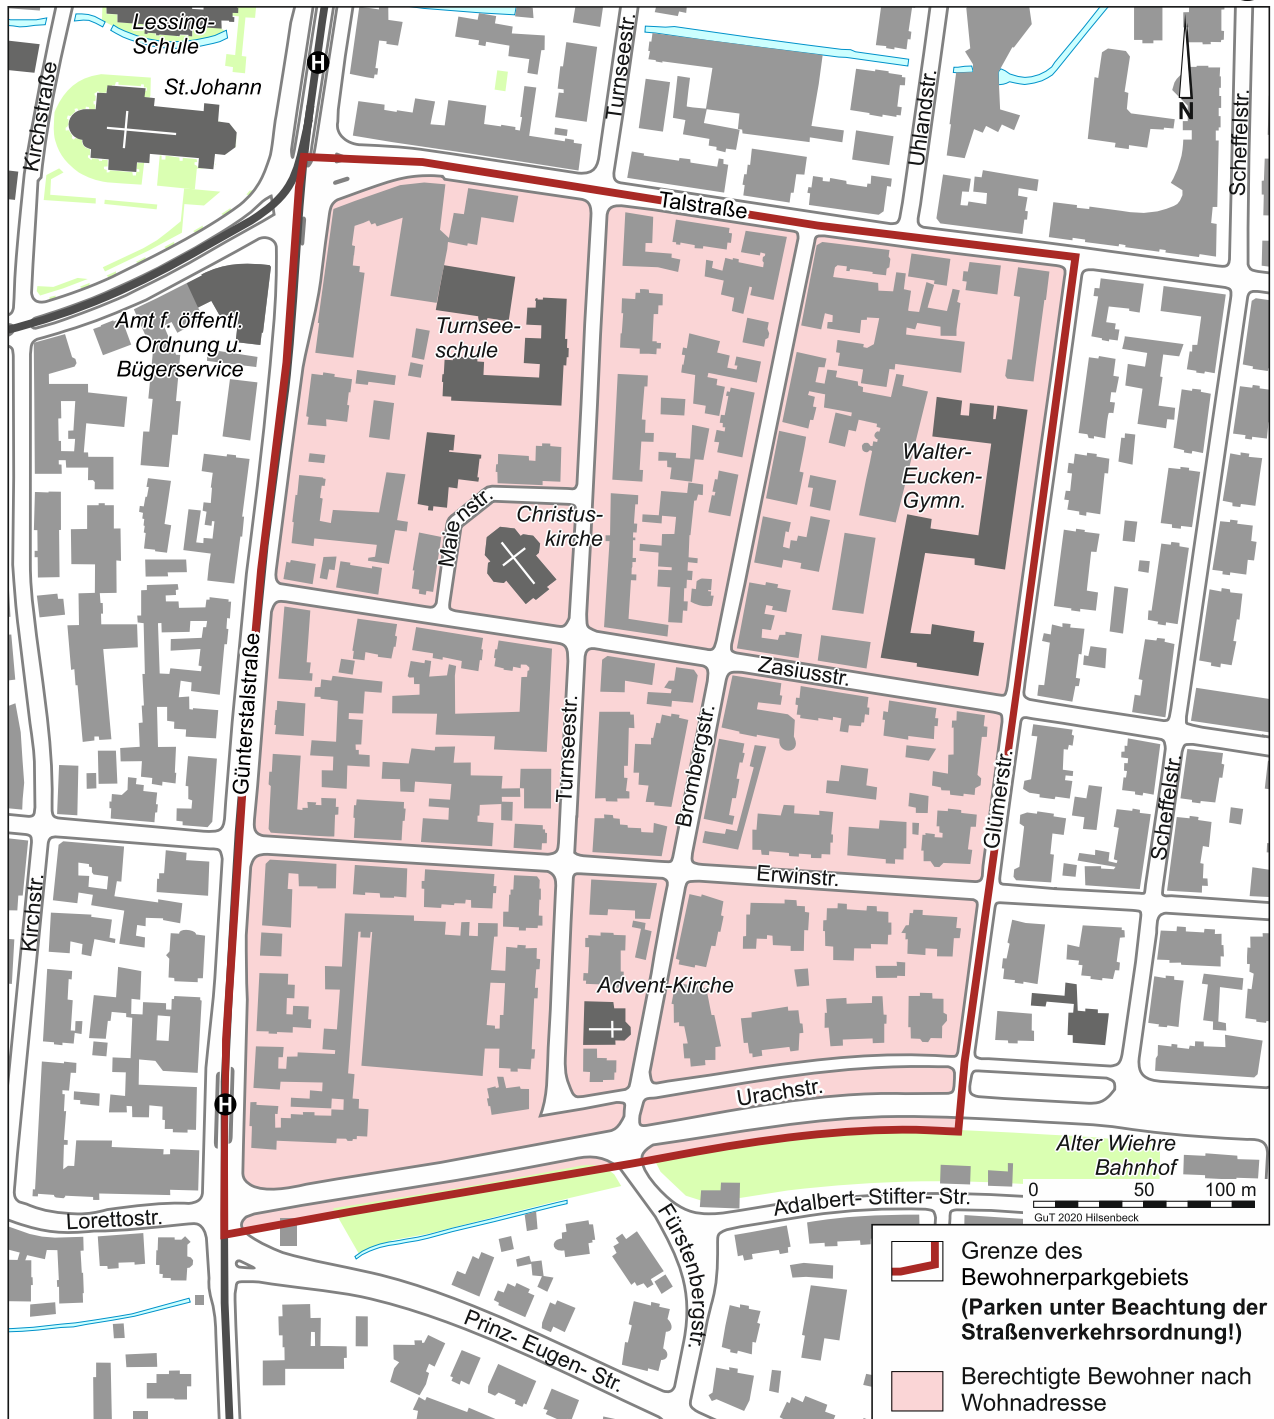 Lessing-
Schule
St.Johann
H
Kirchstraße
Turnseestr.
Uhlandstr.
Scheffelstr.
N
Talstraße
Amt f. öffentl.
Ordnung u.
Bügerservice
Turnsee-
schule
Walter-
Eucken-
Gymn.
Maienstr.
Christus-
kirche
Zasiusstr.
Günterstalstraße
Turnseestr.
Brombergstr.
Glümerstr.
Scheffelstr.
Erwinstr.
Kirchstr.
Advent-Kirche
Urachstr.
H
Alter Wiehre
Bahnhof
Adalbert- Stifter- Str.
0 50 100 m
GuT 2020 Hilsenbeck
Lorettostr.
Fürstenbergstr.
Prinz- Eugen- Str.
Grenze des
Bewohnerparkgebiets
(Parken unter Beachtung der
Straßenverkehrsordnung!)
Berechtigte Bewohner nach
Wohnadresse